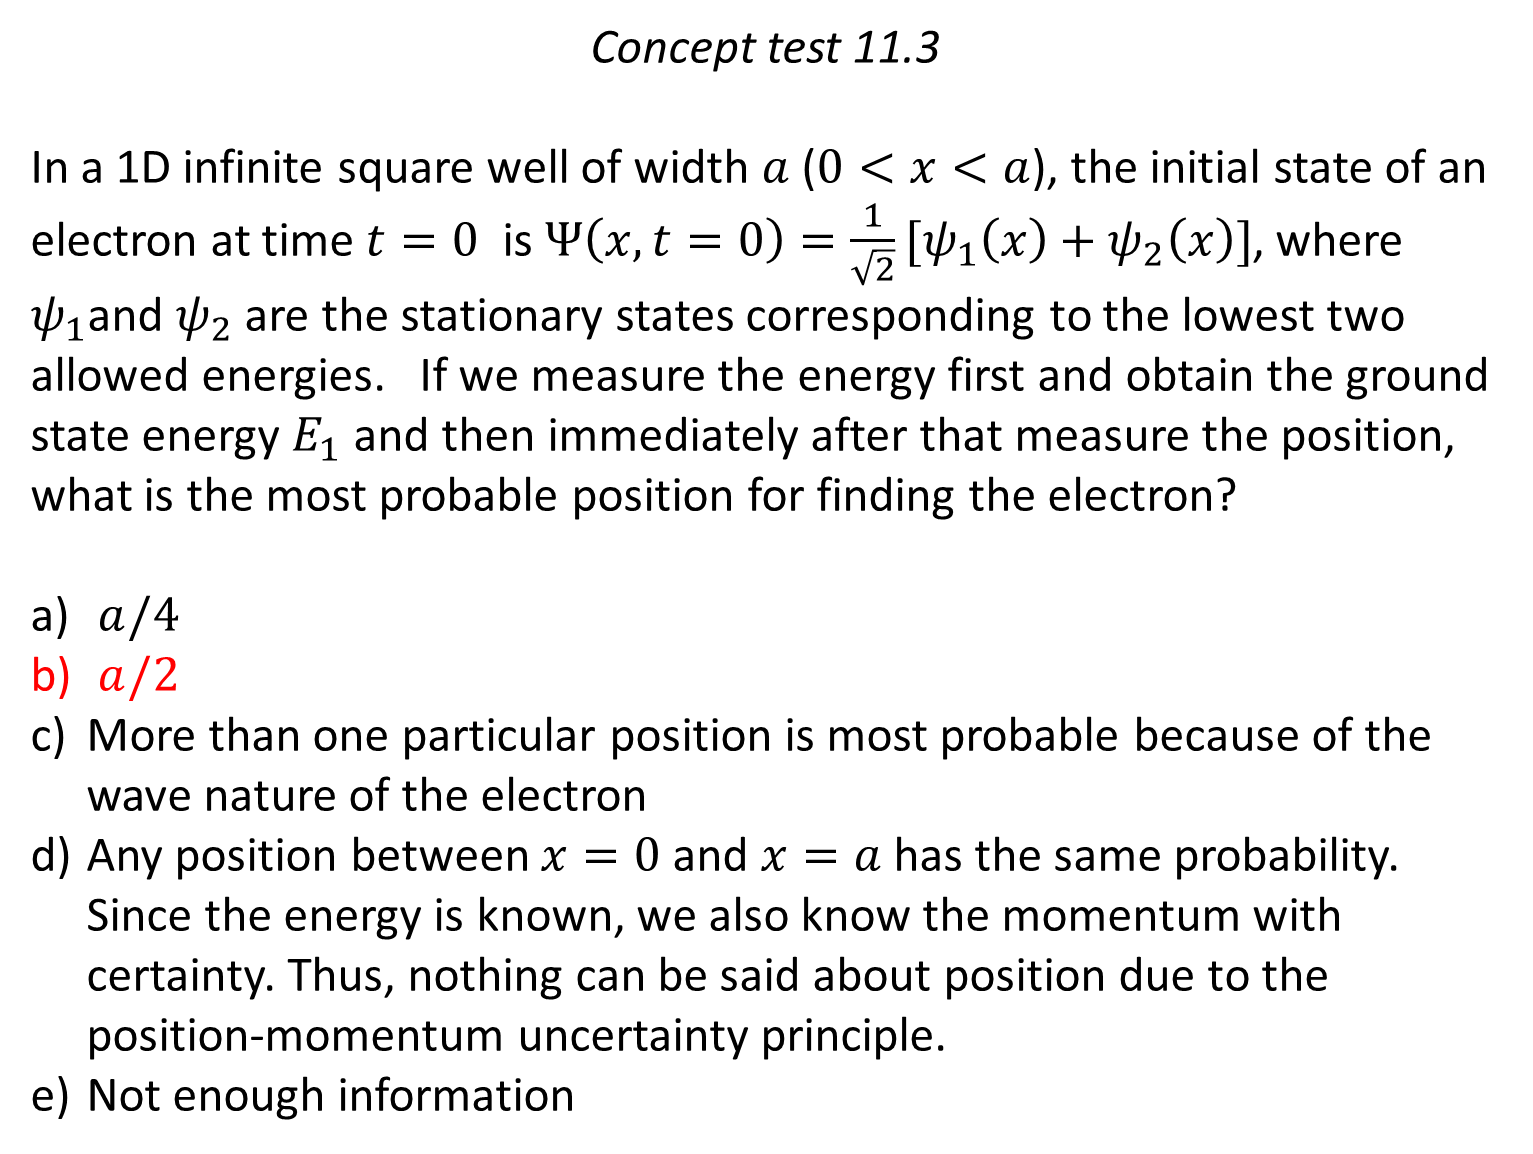 Concept test 11.3
In a 1D infinite square well of width 𝑎 (0 < 𝑥 < 𝑎), the initial state of an
electron at time 𝑡 = 0 is Ψ(𝑥, 𝑡 = 0) = 1/√2 [𝜓₁(𝑥) + 𝜓₂(𝑥)], where
𝜓₁and 𝜓₂ are the stationary states corresponding to the lowest two
allowed energies. If we measure the energy first and obtain the ground
state energy 𝐸₁ and then immediately after that measure the position,
what is the most probable position for finding the electron?
a) 𝑎/4
b) 𝑎/2
c) More than one particular position is most probable because of the
wave nature of the electron
d) Any position between 𝑥 = 0 and 𝑥 = 𝑎 has the same probability.
Since the energy is known, we also know the momentum with
certainty. Thus, nothing can be said about position due to the
position-momentum uncertainty principle.
e) Not enough information